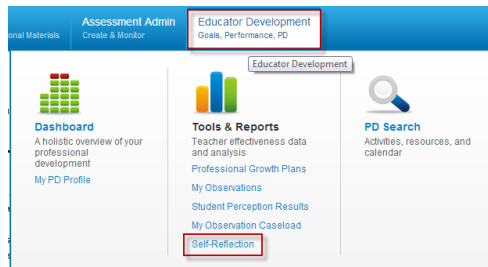 Assessment Admin
Educator Development
onal Materials
Create & Monitor
Goals, Performance, PD
Educator Development
Dashboard
A holistic overview of your
professional
development
My PD Profile
Tools & Reports
Teacher effectiveness data
and analysis
Professional Growth Plans
My Observations
Student Perception Results
My Observation Caseload
Self-Reflection
PD Search
Activities, resources, and
calendar